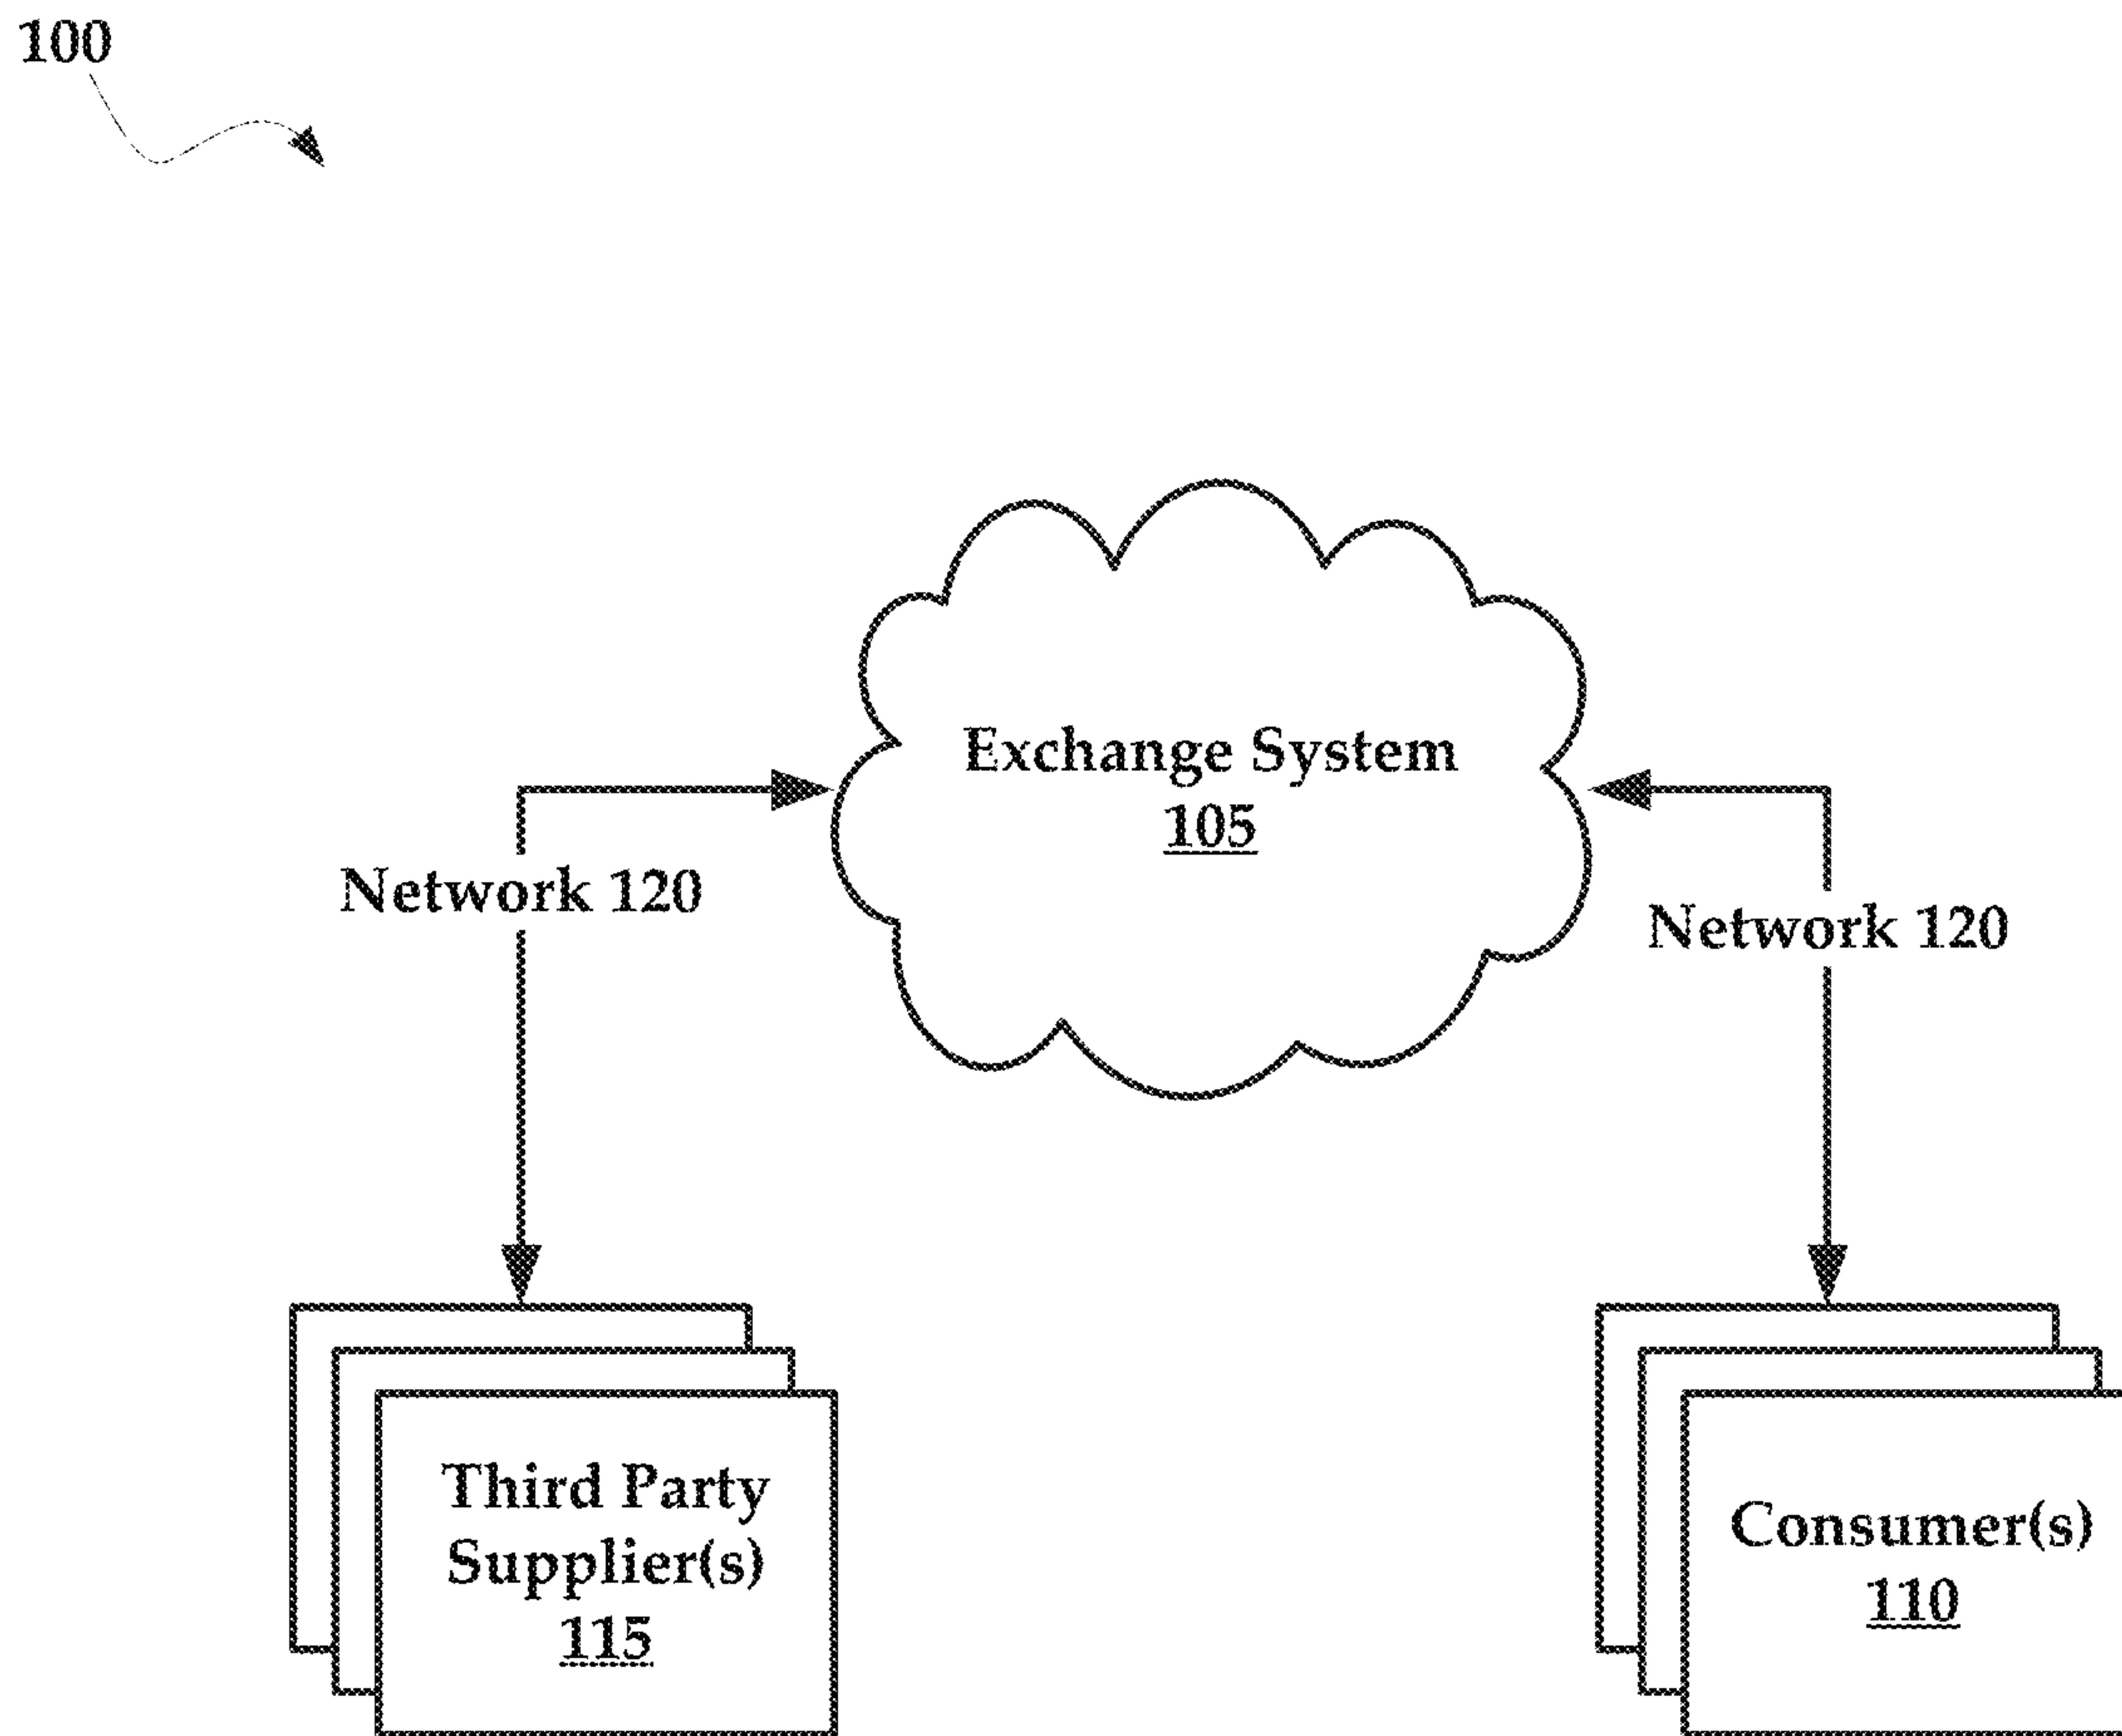 100
Exchange System
105
Network 120
Network 120
Third Party
Supplier(s)
115
Consumer(s)
110